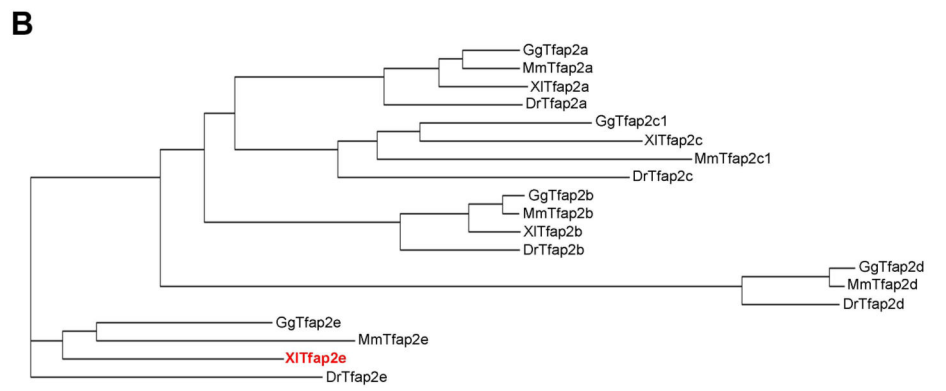 B
GgTfap2a
MmTfap2a
XlTfap2a
DrTfap2a
GgTfap2c1
XlTfap2c
MmTfap2c1
DrTfap2c
GgTfap2b
MmTfap2b
XlTfap2b
DrTfap2b
GgTfap2d
MmTfap2d
DrTfap2d
GgTfap2e
MmTfap2e
XlTfap2e
DrTfap2e